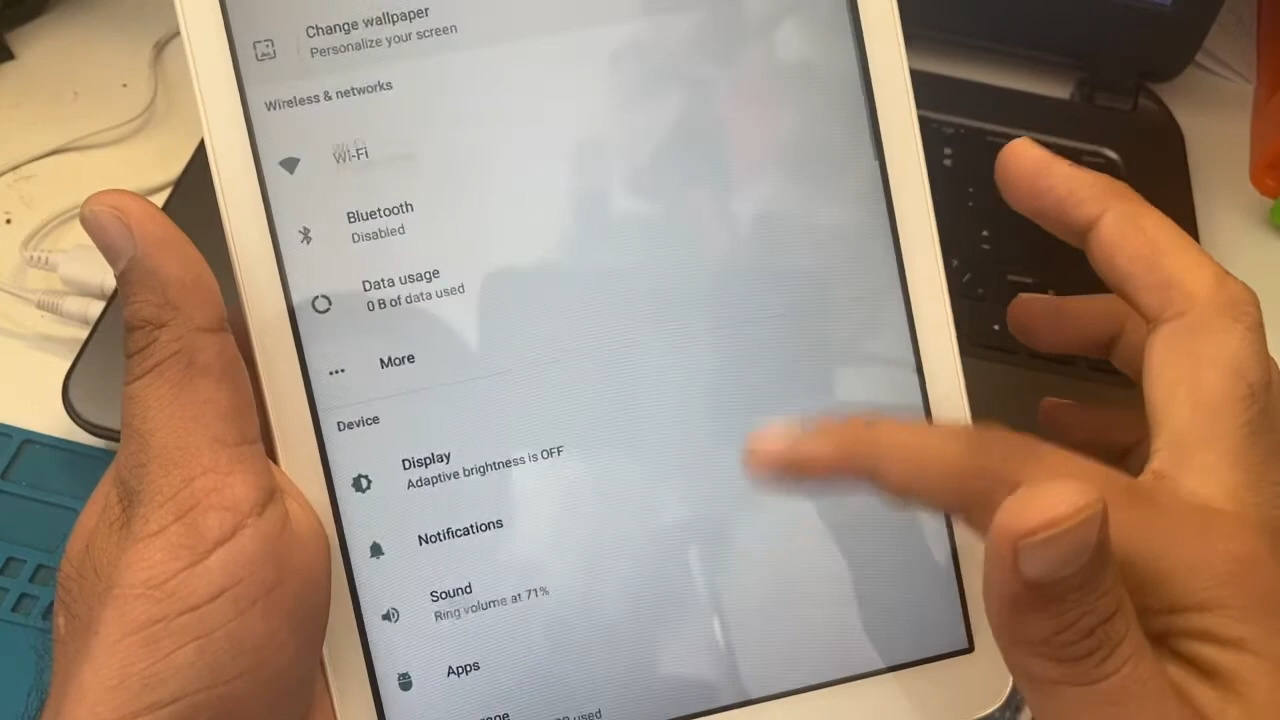 Change wallpaper
Personalize your screen
Wireless & networks
Wi-Fi
Bluetooth
Disabled
Data usage
0 B of data used
More
Device
Display
Adaptive brightness is OFF
Notifications
Sound
Ring volume at 71%
Apps
used